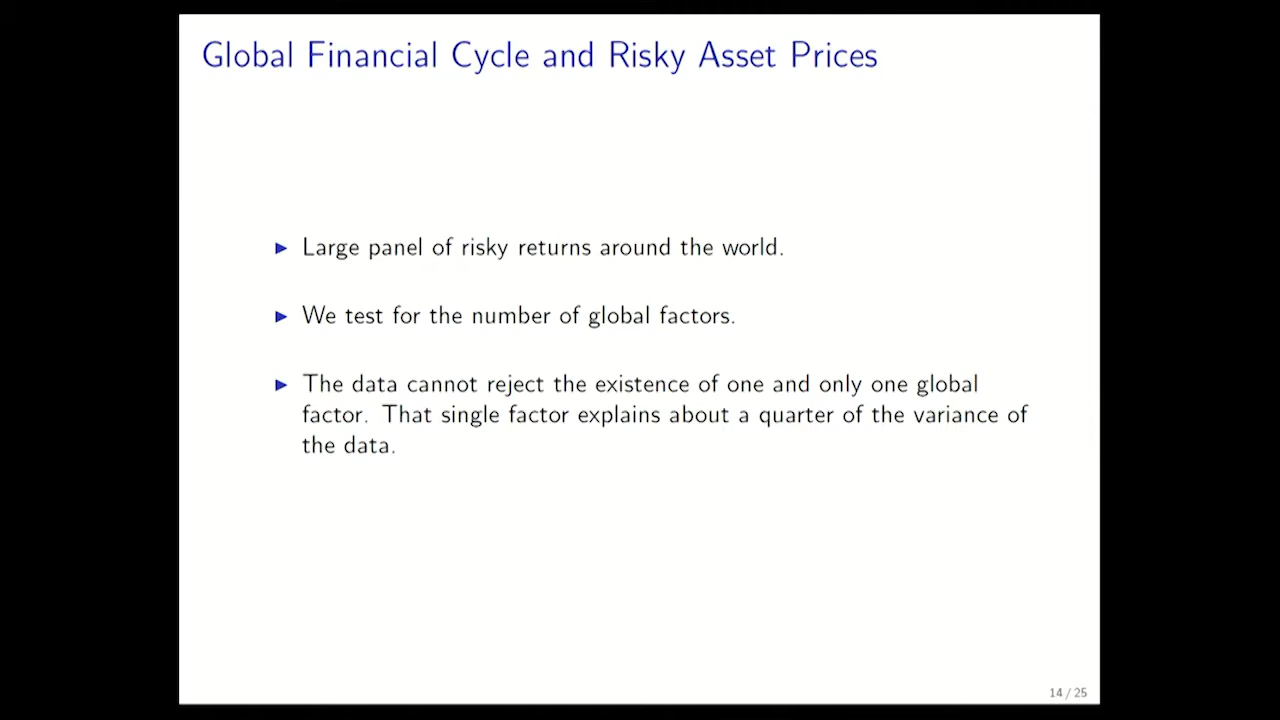 Global Financial Cycle and Risky Asset Prices
▶ Large panel of risky returns around the world.
▶ We test for the number of global factors.
▶ The data cannot reject the existence of one and only one global
factor. That single factor explains about a quarter of the variance of
the data.
14 / 25